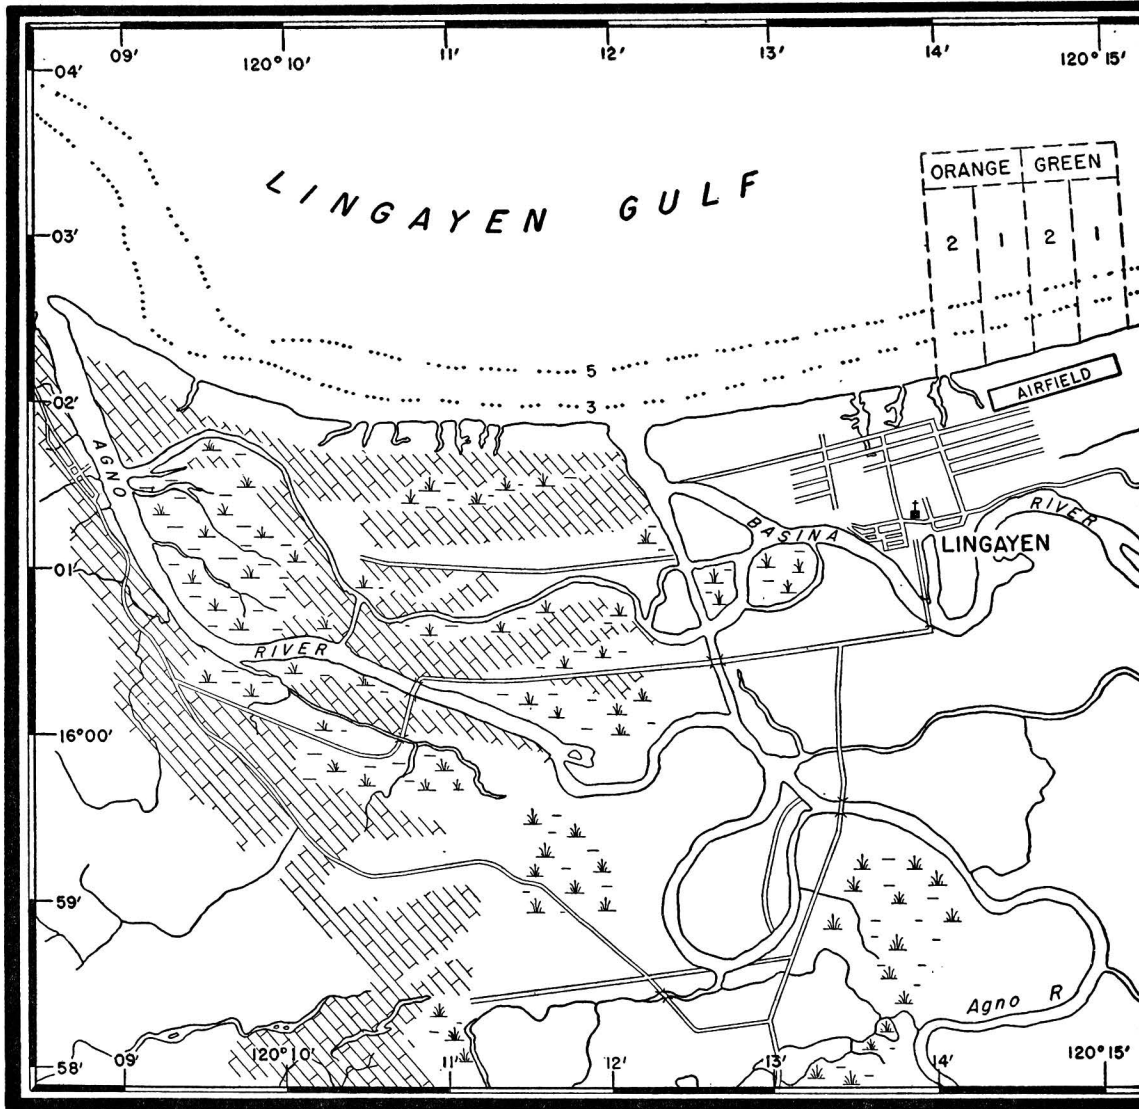 09' 120° 10' 11' 12' 13' 14' 120° 15'
04'
LINGAYEN GULF
ORANGE GREEN
03'
2 1 2 1
5
02'
3
AIRFIELD
AGNO
BASINA
RIVER
LINGAYEN
01'
RIVER
16° 00'
59'
Agno R
58'
09' 120° 10' 11' 12' 13' 14' 120° 15'